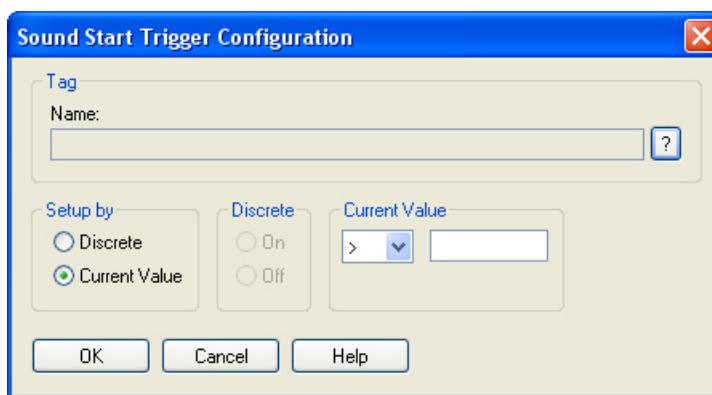 Sound Start Trigger Configuration
Tag
Name:
?
Setup by
Discrete
Current Value
Discrete
On
Off
Current Value
>
OK Cancel Help